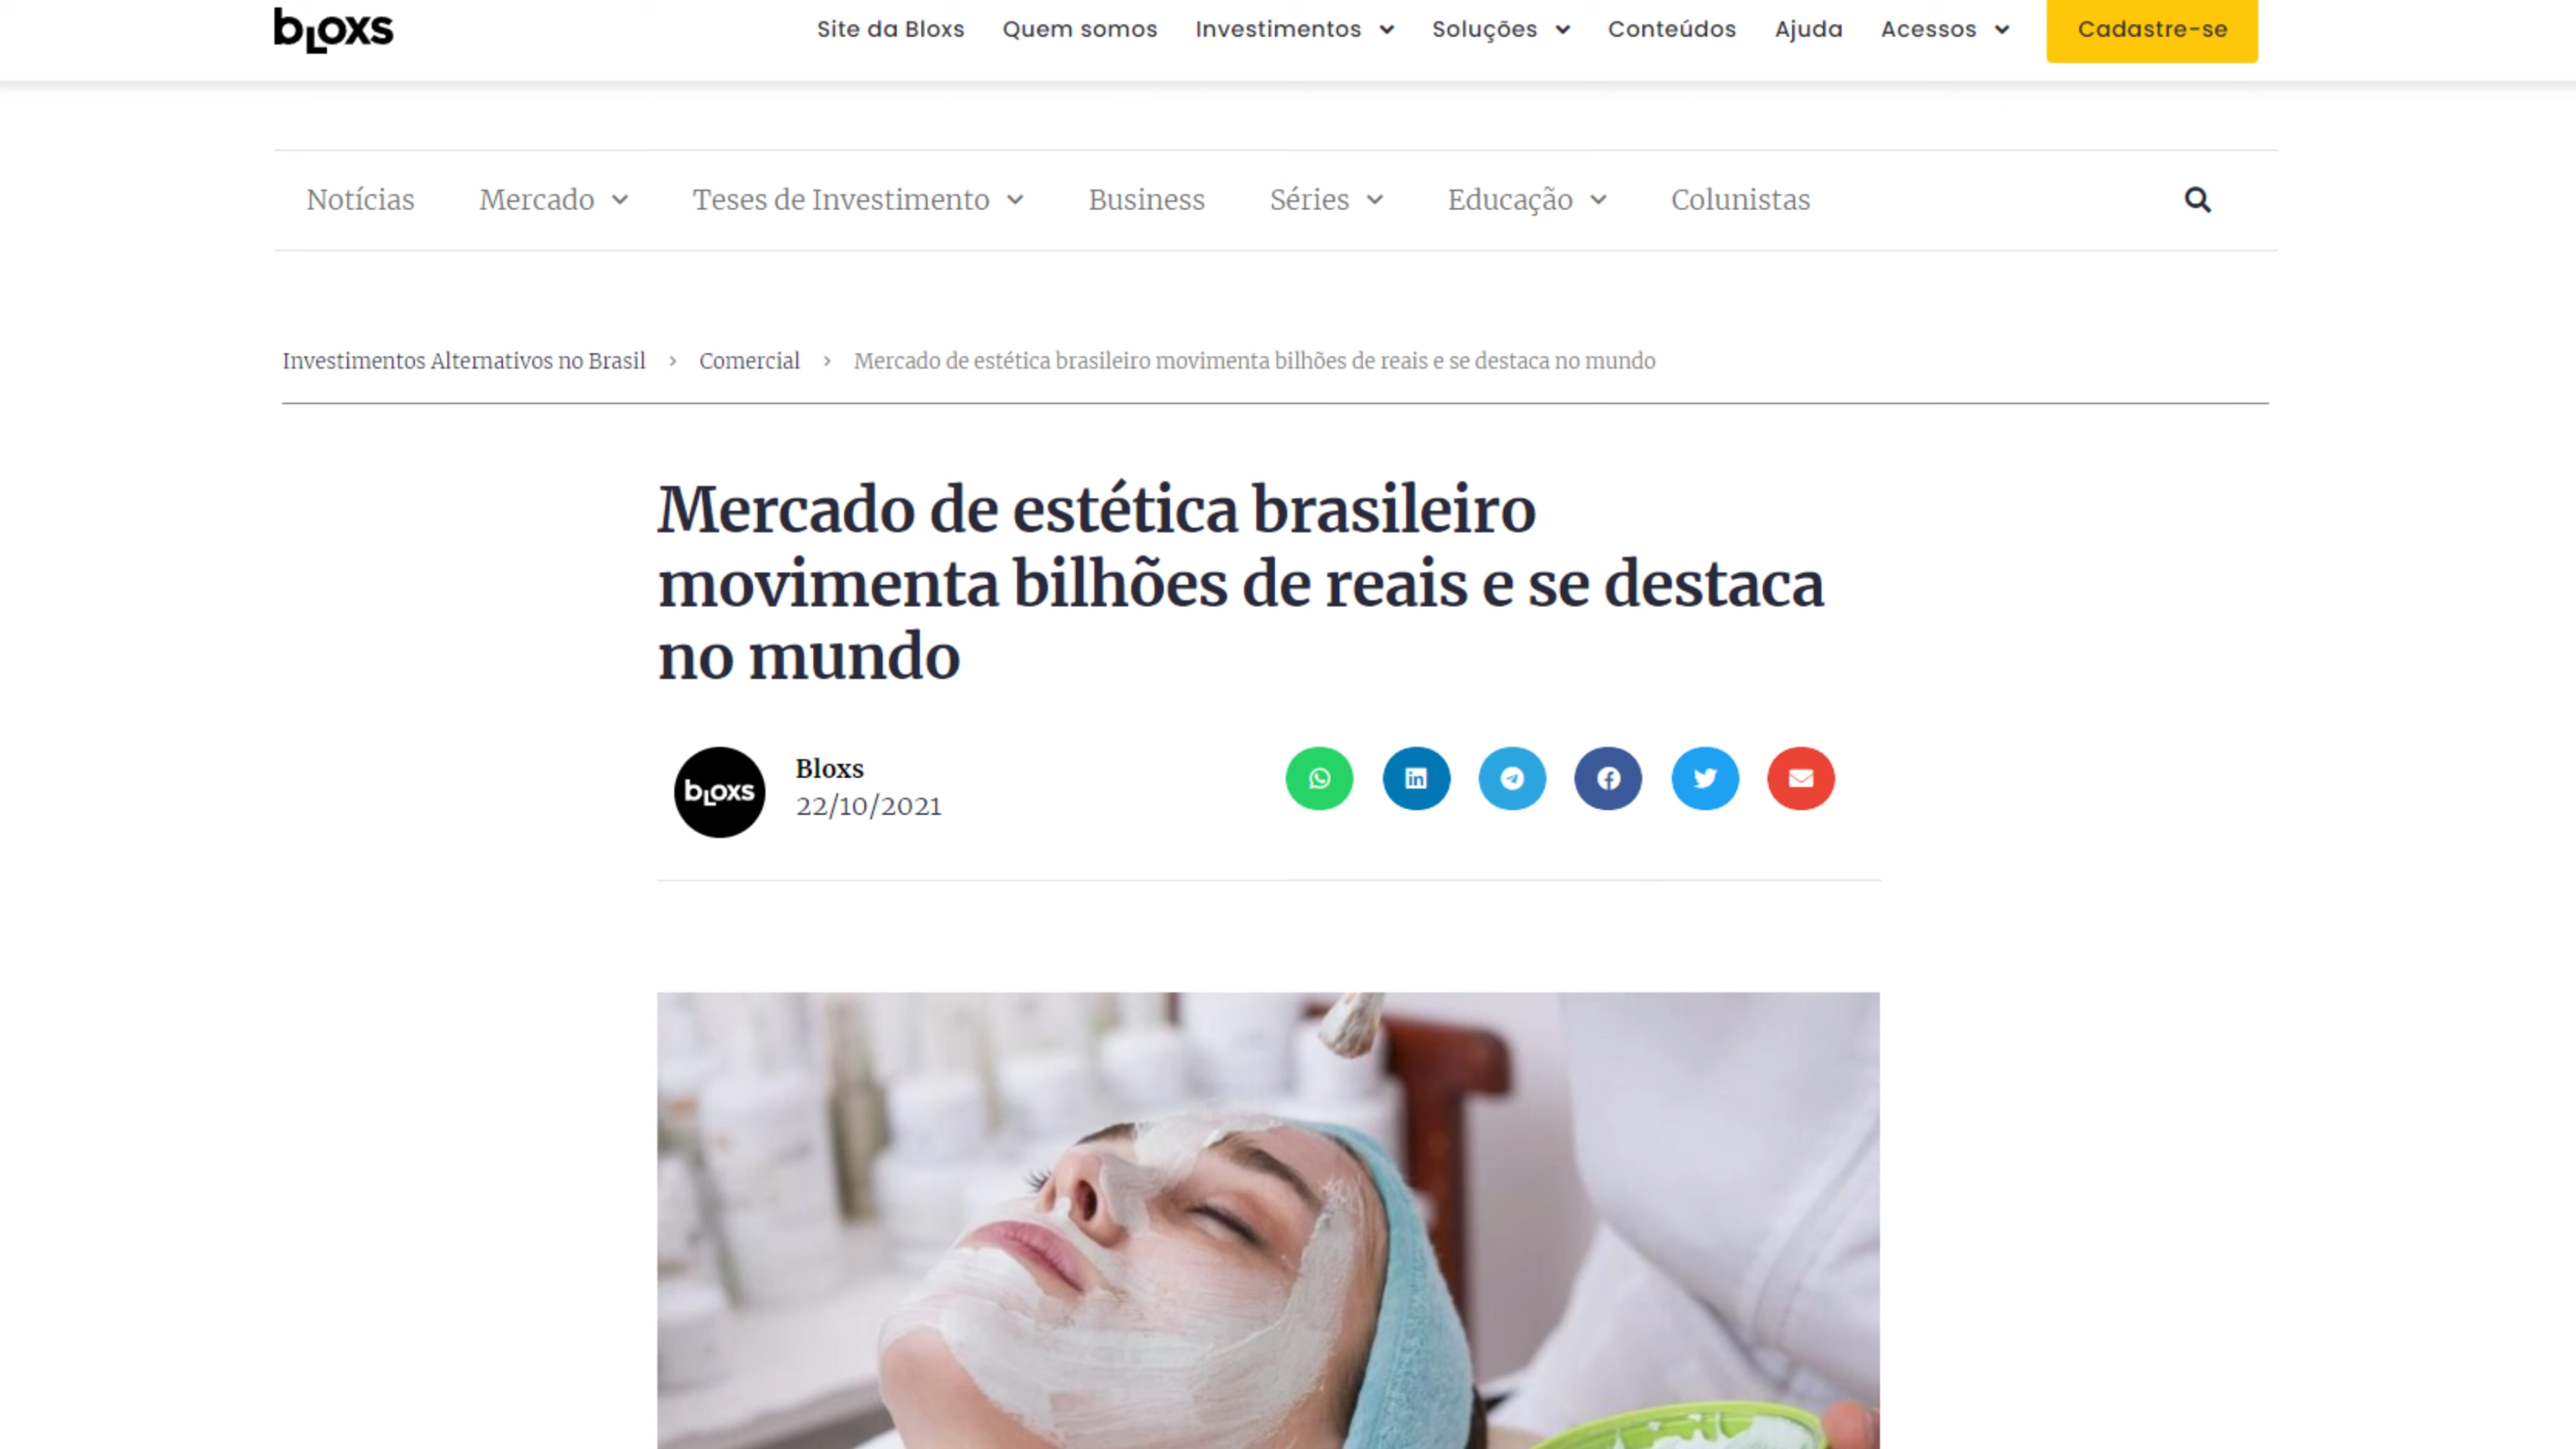 bloxs
Site da Bloxs Quem somos Investimentos Soluções Conteúdos Ajuda Acessos Cadastre-se
Notícias Mercado Teses de Investimento Business Séries Educação Colunistas
Investimentos Alternativos no Brasil > Comercial > Mercado de estética brasileiro movimenta bilhões de reais e se destaca no mundo
Mercado de estética brasileiro
movimenta bilhões de reais e se destaca
no mundo
bloxs
Bloxs
22/10/2021